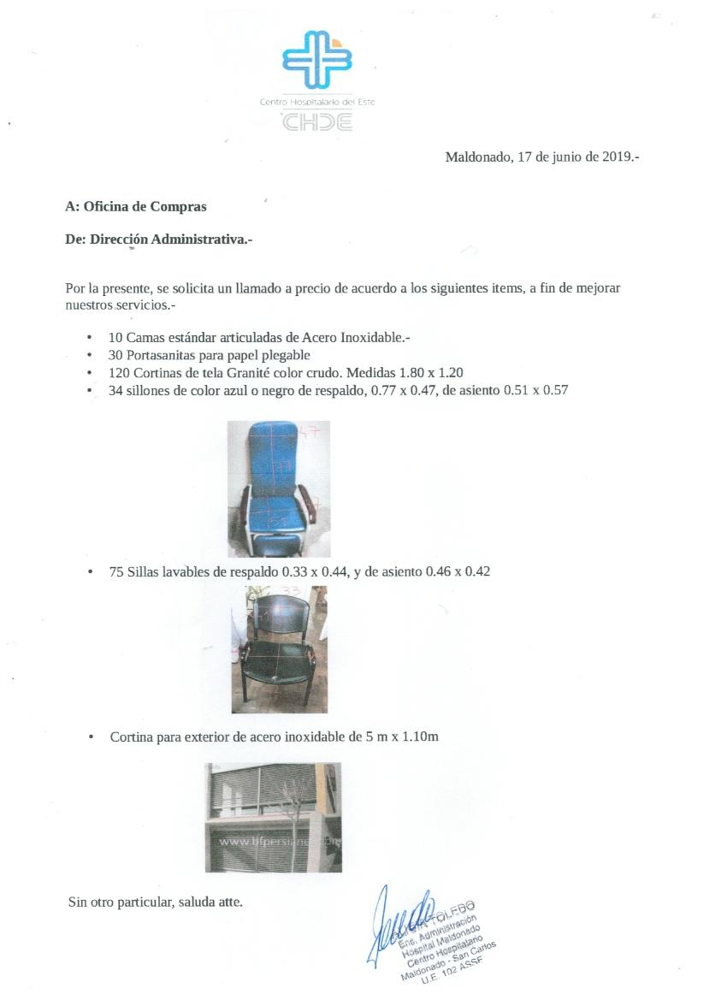 Centro Hospitalario del Este
CHDE
Maldonado, 17 de junio de 2019.-
A: Oficina de Compras
De: Dirección Administrativa.-
Por la presente, se solicita un llamado a precio de acuerdo a los siguientes items, a fin de mejorar
nuestros servicios.-
• 10 Camas estándar articuladas de Acero Inoxidable.-
• 30 Portasanitas para papel plegable
• 120 Cortinas de tela Granité color crudo. Medidas 1.80 x 1.20
• 34 sillones de color azul o negro de respaldo, 0.77 x 0.47, de asiento 0.51 x 0.57
47
77
• 75 Sillas lavables de respaldo 0.33 x 0.44, y de asiento 0.46 x 0.42
33
• Cortina para exterior de acero inoxidable de 5 m x 1.10m
Sin otro particular, saluda atte.
TOLEDO
Enc. Administración
Hospital Maldonado
Centro Hospitalario
Maldonado - San Carlos
U.E. 102 ASSE